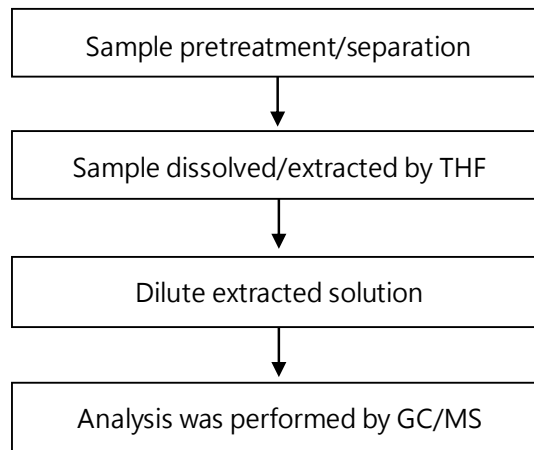 Sample pretreatment/separation
Sample dissolved/extracted by THF
Dilute extracted solution
Analysis was performed by GC/MS